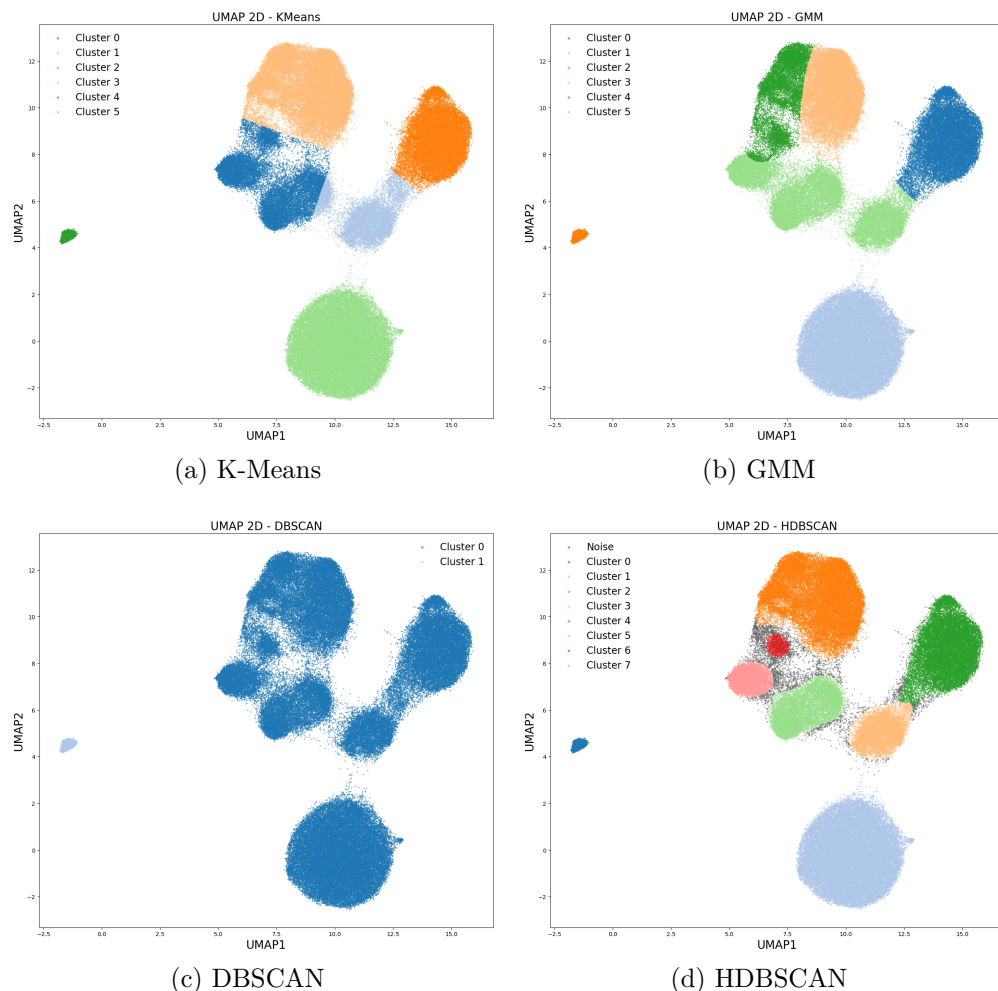 UMAP 2D - KMeans
Cluster 0
Cluster 1
Cluster 2
Cluster 3
Cluster 4
Cluster 5
12
10
8
6
4
2
0
−2
UMAP2
−2.5 0.0 2.5 5.0 7.5 10.0 12.5 15.0
UMAP1
(a) K-Means
UMAP 2D - GMM
Cluster 0
Cluster 1
Cluster 2
Cluster 3
Cluster 4
Cluster 5
12
10
8
6
4
2
0
−2
UMAP2
−2.5 0.0 2.5 5.0 7.5 10.0 12.5 15.0
UMAP1
(b) GMM
UMAP 2D - DBSCAN
Cluster 0
Cluster 1
12
10
8
6
4
2
0
−2
UMAP2
−2.5 0.0 2.5 5.0 7.5 10.0 12.5 15.0
UMAP1
(c) DBSCAN
UMAP 2D - HDBSCAN
Noise
Cluster 0
Cluster 1
Cluster 2
Cluster 3
Cluster 4
Cluster 5
Cluster 6
Cluster 7
12
10
8
6
4
2
0
−2
UMAP2
−2.5 0.0 2.5 5.0 7.5 10.0 12.5 15.0
UMAP1
(d) HDBSCAN